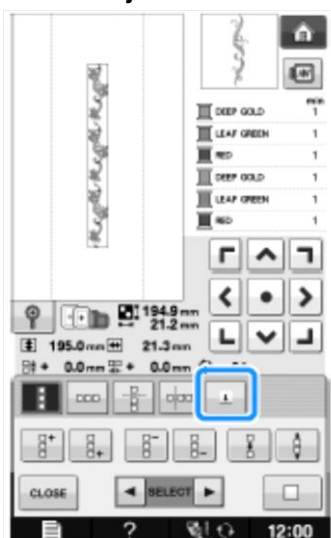 min
DEEP GOLD 1
LEAF GREEN 1
RED 1
DEEP GOLD 1
LEAF GREEN 1
RED 1
194.9 mm
21.2 mm
195.0 mm 21.3 mm
+ 0.0 mm + 0.0 mm
CLOSE SELECT
? 12:00